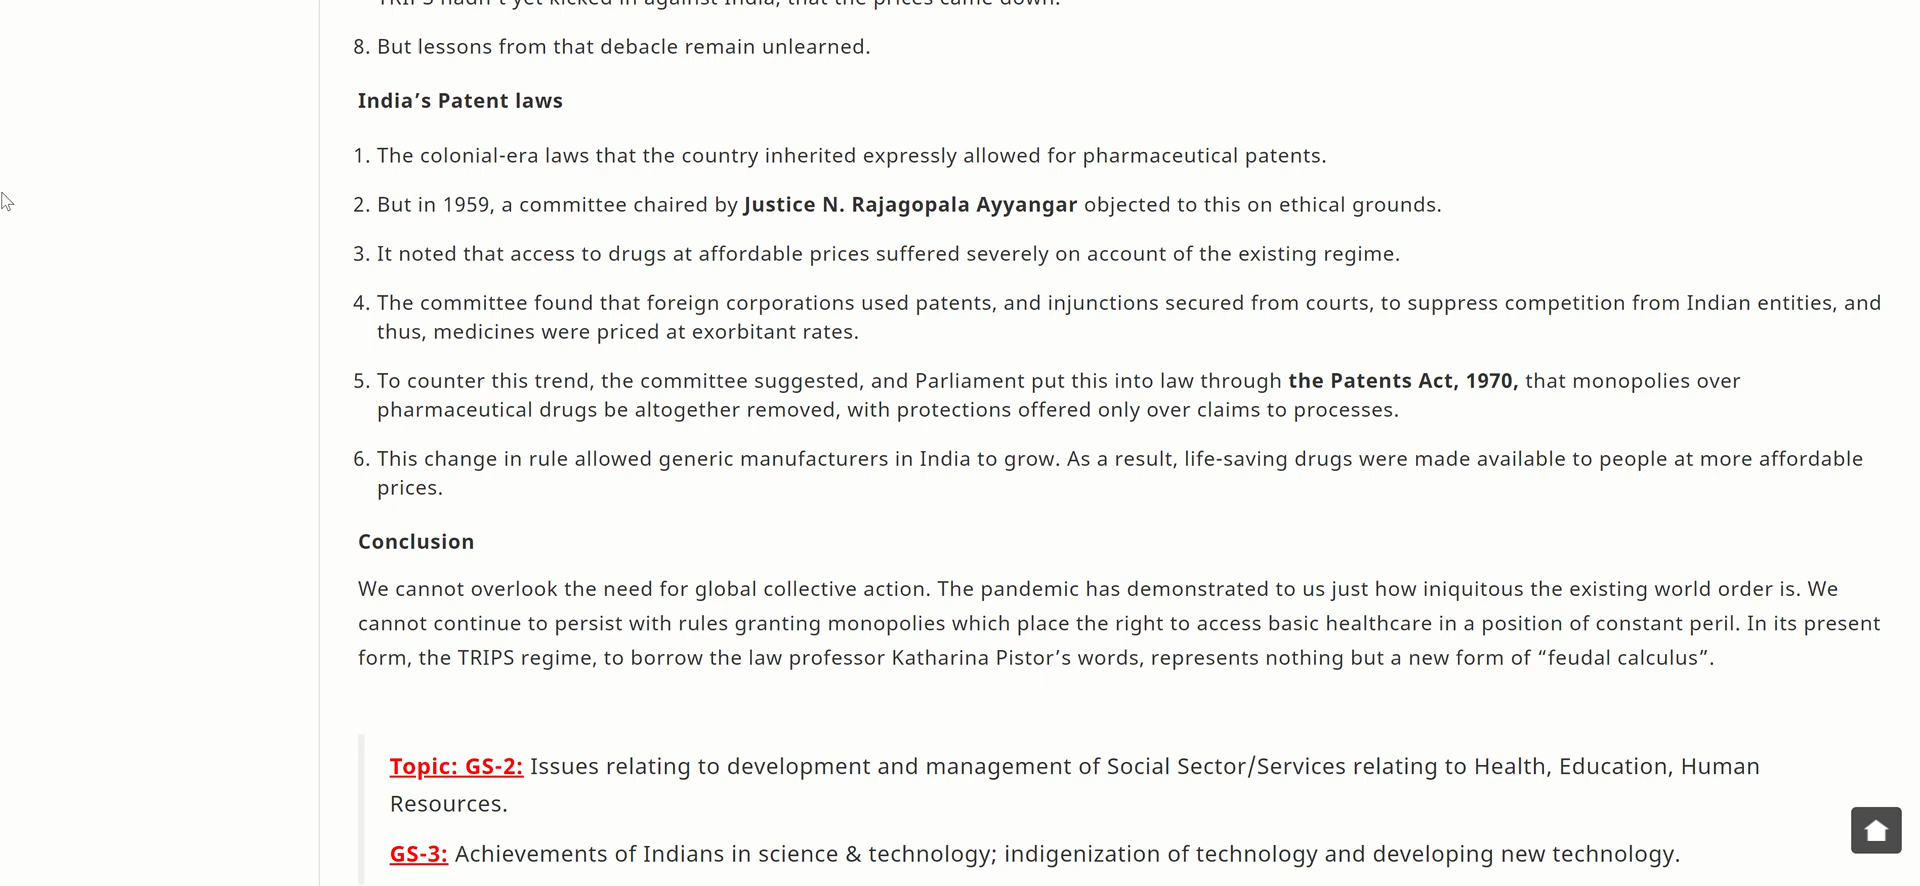 TRIPS hadn't yet kicked in against India, that the prices came down.
8. But lessons from that debacle remain unlearned.
India’s Patent laws
1. The colonial-era laws that the country inherited expressly allowed for pharmaceutical patents.
2. But in 1959, a committee chaired by Justice N. Rajagopala Ayyangar objected to this on ethical grounds.
3. It noted that access to drugs at affordable prices suffered severely on account of the existing regime.
4. The committee found that foreign corporations used patents, and injunctions secured from courts, to suppress competition from Indian entities, and
thus, medicines were priced at exorbitant rates.
5. To counter this trend, the committee suggested, and Parliament put this into law through the Patents Act, 1970, that monopolies over
pharmaceutical drugs be altogether removed, with protections offered only over claims to processes.
6. This change in rule allowed generic manufacturers in India to grow. As a result, life-saving drugs were made available to people at more affordable
prices.
Conclusion
We cannot overlook the need for global collective action. The pandemic has demonstrated to us just how iniquitous the existing world order is. We
cannot continue to persist with rules granting monopolies which place the right to access basic healthcare in a position of constant peril. In its present
form, the TRIPS regime, to borrow the law professor Katharina Pistor’s words, represents nothing but a new form of “feudal calculus”.
Topic: GS-2: Issues relating to development and management of Social Sector/Services relating to Health, Education, Human
Resources.
GS-3: Achievements of Indians in science & technology; indigenization of technology and developing new technology.